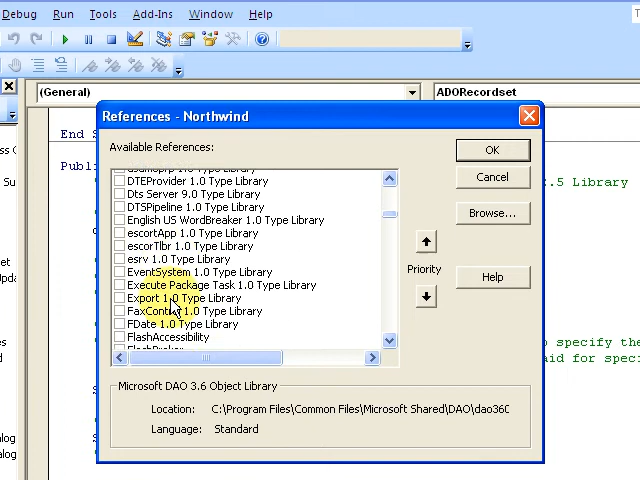 Debug Run Tools Add-Ins Window Help
(General) ADORecordset
End S
Publ
.5 Library
References - Northwind
Available References:
DTEProvider 1.0 Type Library
Dts Server 9.0 Type Library
DTSPipeline 1.0 Type Library
English US WordBreaker 1.0 Type Library
escortApp 1.0 Type Library
escorTlbr 1.0 Type Library
esrv 1.0 Type Library
EventSystem 1.0 Type Library
Execute Package Task 1.0 Type Library
Export 1.0 Type Library
FaxControl 1.0 Type Library
FDate 1.0 Type Library
FlashAccessibility
OK
Cancel
Browse...
Priority
Help
to specify the
aid for speci
Microsoft DAO 3.6 Object Library
Location: C:\Program Files\Common Files\Microsoft Shared\DAO\dao360
Language: Standard